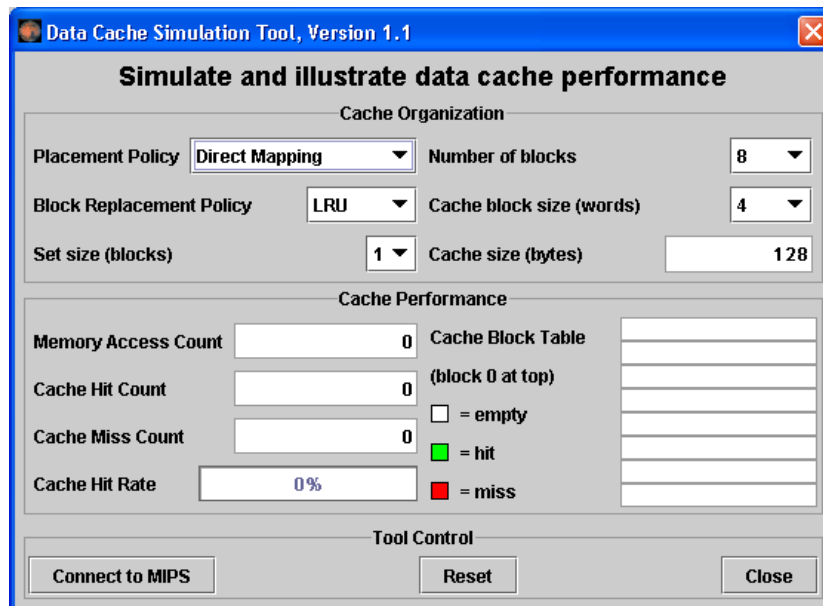 Data Cache Simulation Tool, Version 1.1
Simulate and illustrate data cache performance
Cache Organization
Placement Policy Direct Mapping Number of blocks 8
Block Replacement Policy LRU Cache block size (words) 4
Set size (blocks) 1 Cache size (bytes) 128
Cache Performance
Memory Access Count 0 Cache Block Table
(block 0 at top)
Cache Hit Count 0
= empty
Cache Miss Count 0
= hit
Cache Hit Rate 0%
= miss
Tool Control
Connect to MIPS Reset Close